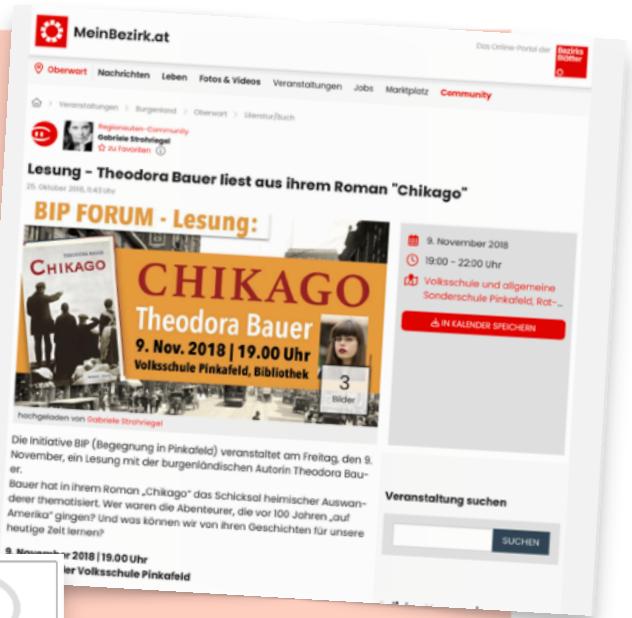 MeinBezirk.at
Das Online-Portal der
Bezirks
Blätter
Oberwart Nachrichten Leben Fotos & Videos Veranstaltungen Jobs Marktplatz Community
Veranstaltungen > Burgenland > Oberwart > Literatur/Buch
Regionauten-Community
Gabriele Strohriegel
zu Favoriten
Lesung - Theodora Bauer liest aus ihrem Roman "Chikago"
25. Oktober 2018, 11:43 Uhr
BIP FORUM - Lesung:
THEODORA BAUER
CHIKAGO
CHIKAGO
Theodora Bauer
9. Nov. 2018 | 19.00 Uhr
Volksschule Pinkafeld, Bibliothek
3
Bilder
hochgeladen von Gabriele Strohriegel
9. November 2018
19:00 - 22:00 Uhr
Volksschule und allgemeine
Sonderschule Pinkafeld, Rat-...
IN KALENDER SPEICHERN
Die Initiative BIP (Begegnung in Pinkafeld) veranstaltet am Freitag, den 9.
November, ein Lesung mit der burgenländischen Autorin Theodora Bau-
er.
Bauer hat in ihrem Roman „Chikago" das Schicksal heimischer Auswan-
derer thematisiert. Wer waren die Abenteurer, die vor 100 Jahren „auf
Amerika" gingen? Und was können wir von ihren Geschichten für unsere
heutige Zeit lernen?
9. November 2018 | 19.00 Uhr
der Volksschule Pinkafeld
Veranstaltung suchen
SUCHEN